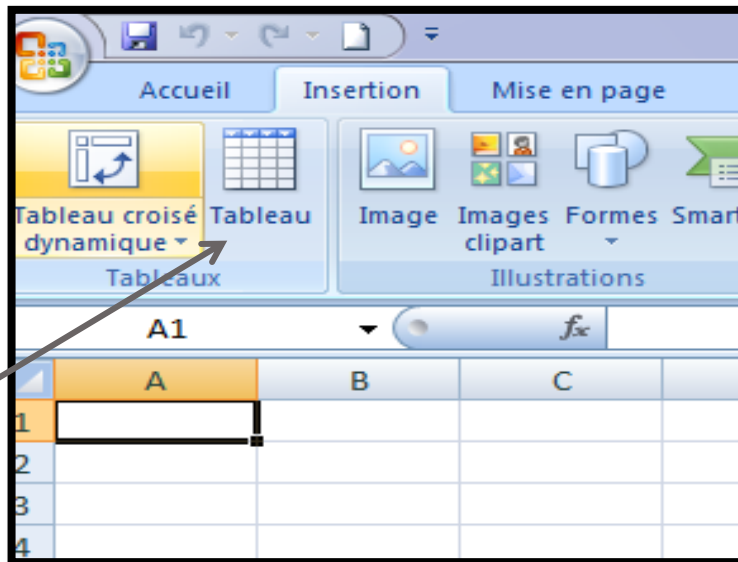 Accueil Insertion Mise en page
Tableau croisé dynamique Tableau Image Images clipart Formes Smart
Tableaux Illustrations
A1 fx
A B C
1
2
3
4